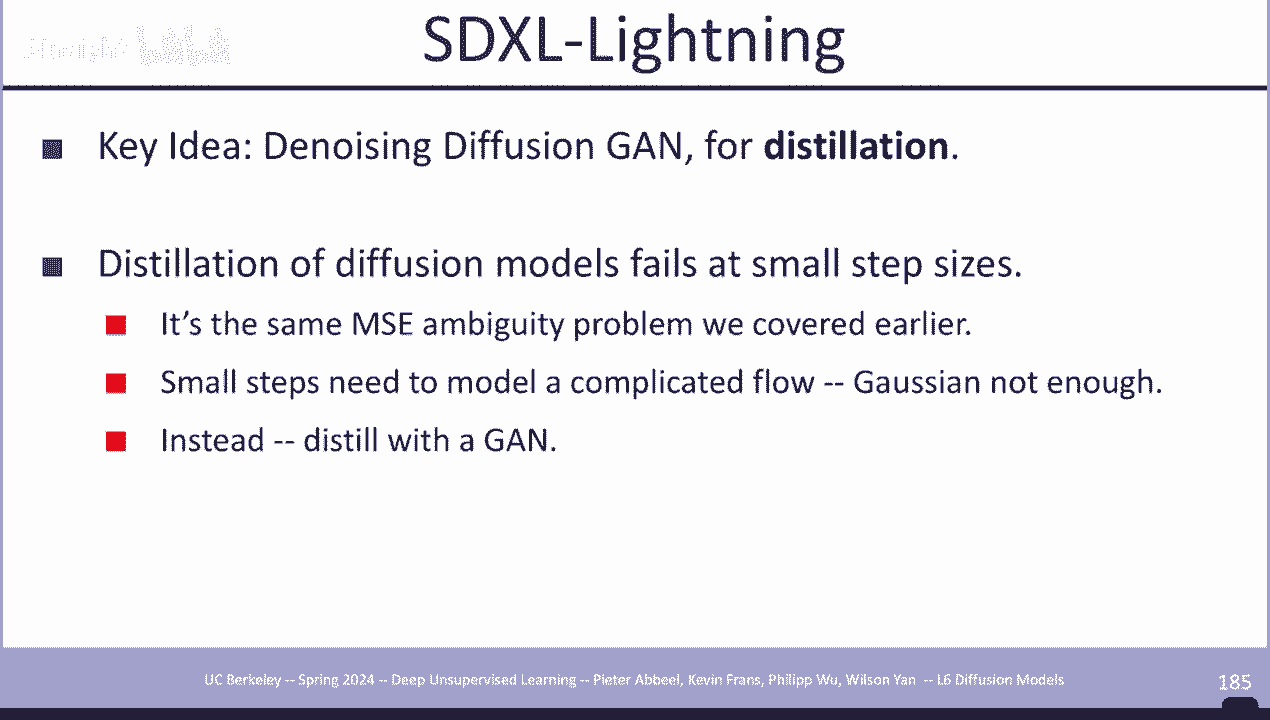 SDXL-Lightning
Key Idea: Denoising Diffusion GAN, for distillation.
Distillation of diffusion models fails at small step sizes.
It’s the same MSE ambiguity problem we covered earlier.
Small steps need to model a complicated flow -- Gaussian not enough.
Instead -- distill with a GAN.
UC Berkeley -- Spring 2024 -- Deep Unsupervised Learning -- Pieter Abbeel, Kevin Frans, Philipp Wu, Wilson Yan -- L6 Diffusion Models
185